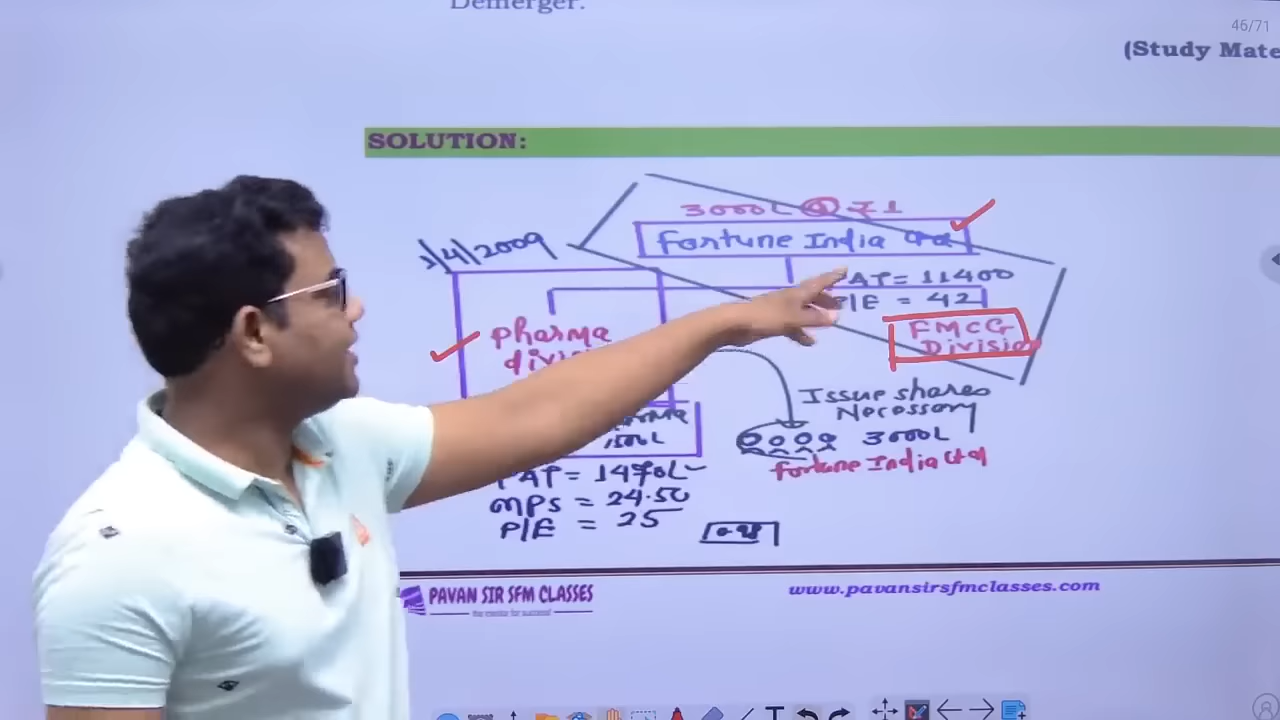 Demerger.
46/71
(Study Mate
SOLUTION:
3000L @ ₹1
Fortune India Ltd
1/4/2009
PAT = 11400
P/E = 42
Pharma
FMCG
Division
Issue shares
Necessary
3000L
Fortune India Ltd
MPS = 24.50
P/E = 25
PAVAN SIR SFM CLASSES
www.pavansirsfmclasses.com